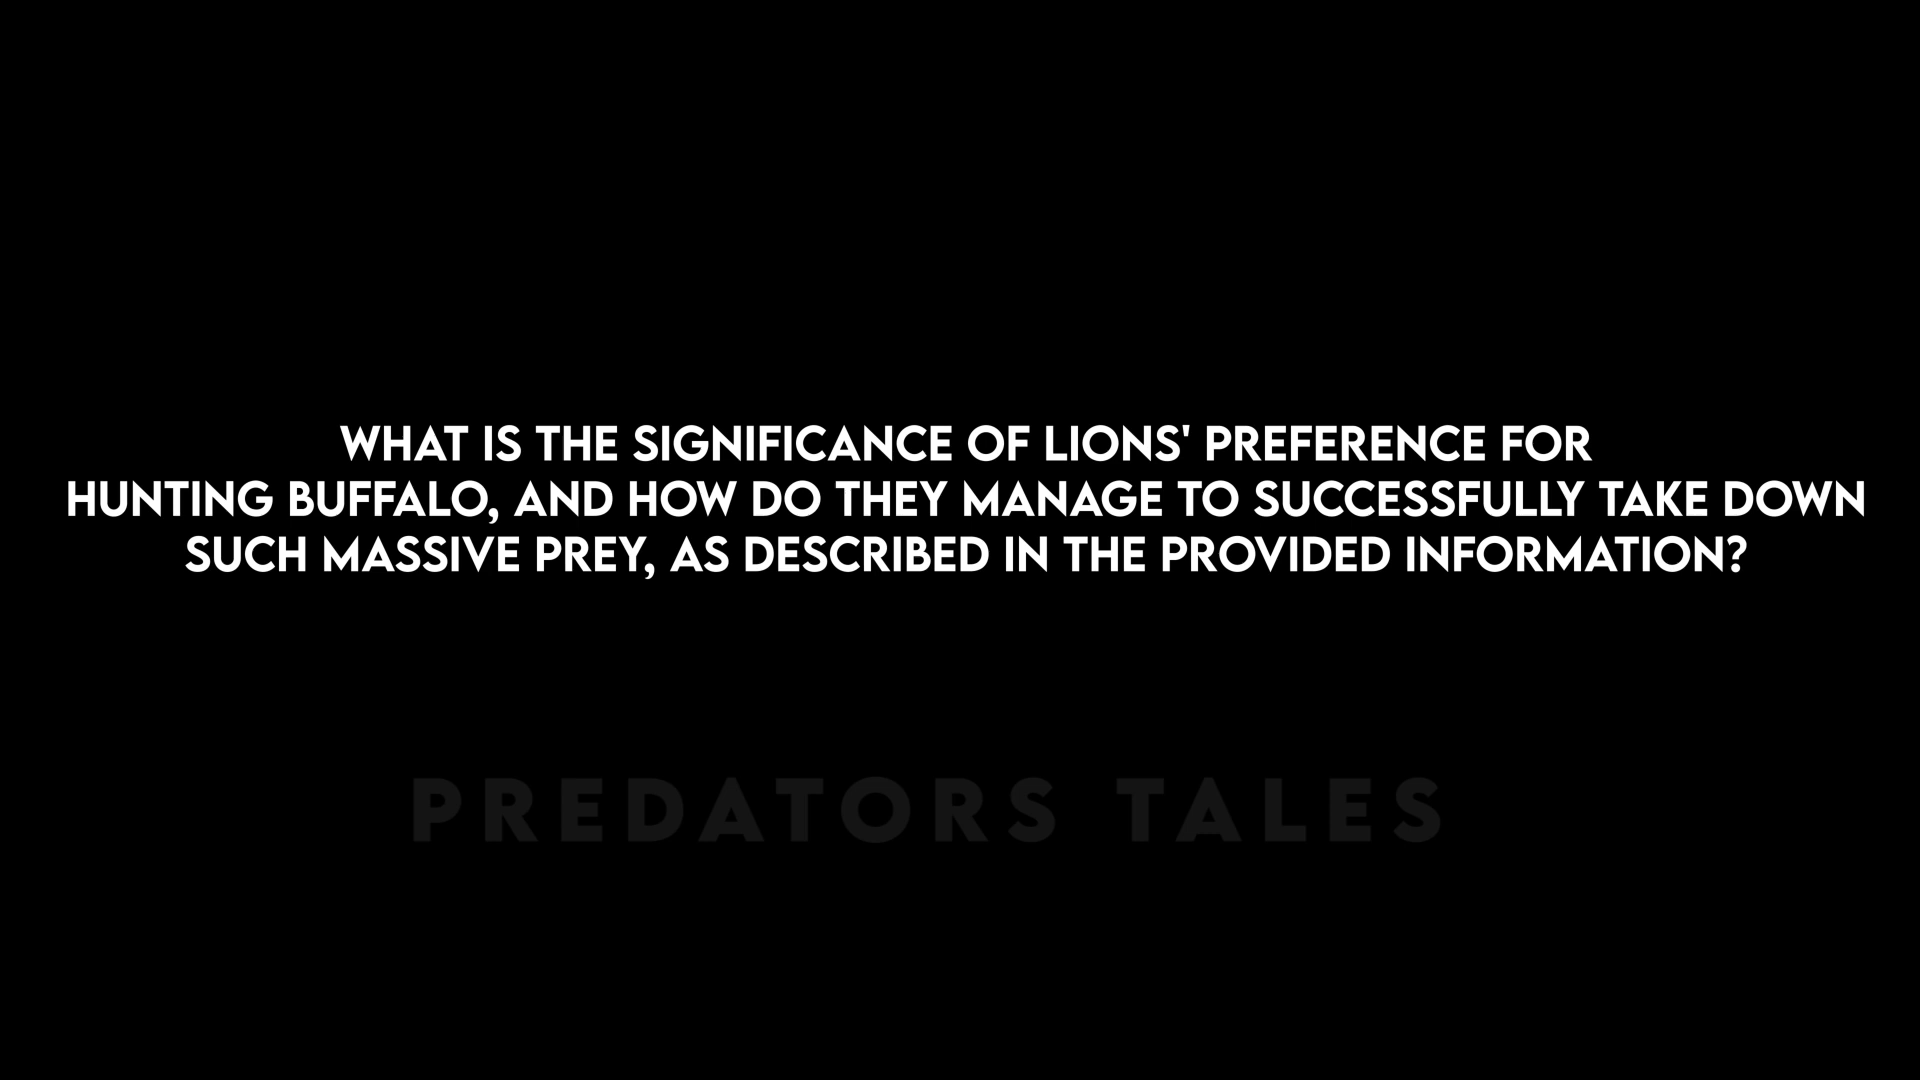 WHAT IS THE SIGNIFICANCE OF LIONS' PREFERENCE FOR
HUNTING BUFFALO, AND HOW DO THEY MANAGE TO SUCCESSFULLY TAKE DOWN
SUCH MASSIVE PREY, AS DESCRIBED IN THE PROVIDED INFORMATION?
PREDATORS TALES